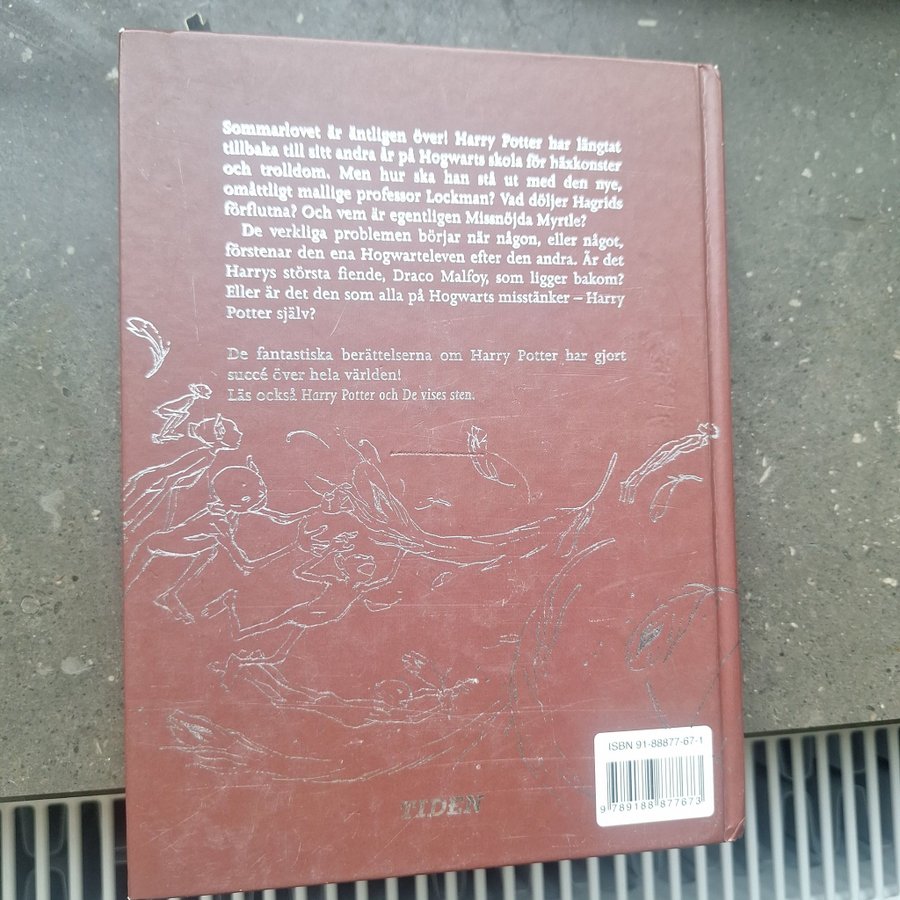 Sommarlovet är äntligen över! Harry Potter har längtat
tillbaka till sitt andra år på Hogwarts skola för häxkonster
och trolldom. Men hur ska han stå ut med den nye,
omåttligt mallige professor Lockman? Vad döljer Hagrids
förflutna? Och vem är egentligen Missnöjda Myrtle?
De verkliga problemen börjar när någon, eller något,
förstenar den ena Hogwarteleven efter den andra. Är det
Harrys största fiende, Draco Malfoy, som ligger bakom?
Eller är det den som alla på Hogwarts misstänker – Harry
Potter själv?
De fantastiska berättelserna om Harry Potter har gjort
succé över hela världen!
Läs också Harry Potter och De vises sten.
ISBN 91-88877-67-1
9 789188 877673
TIDEN